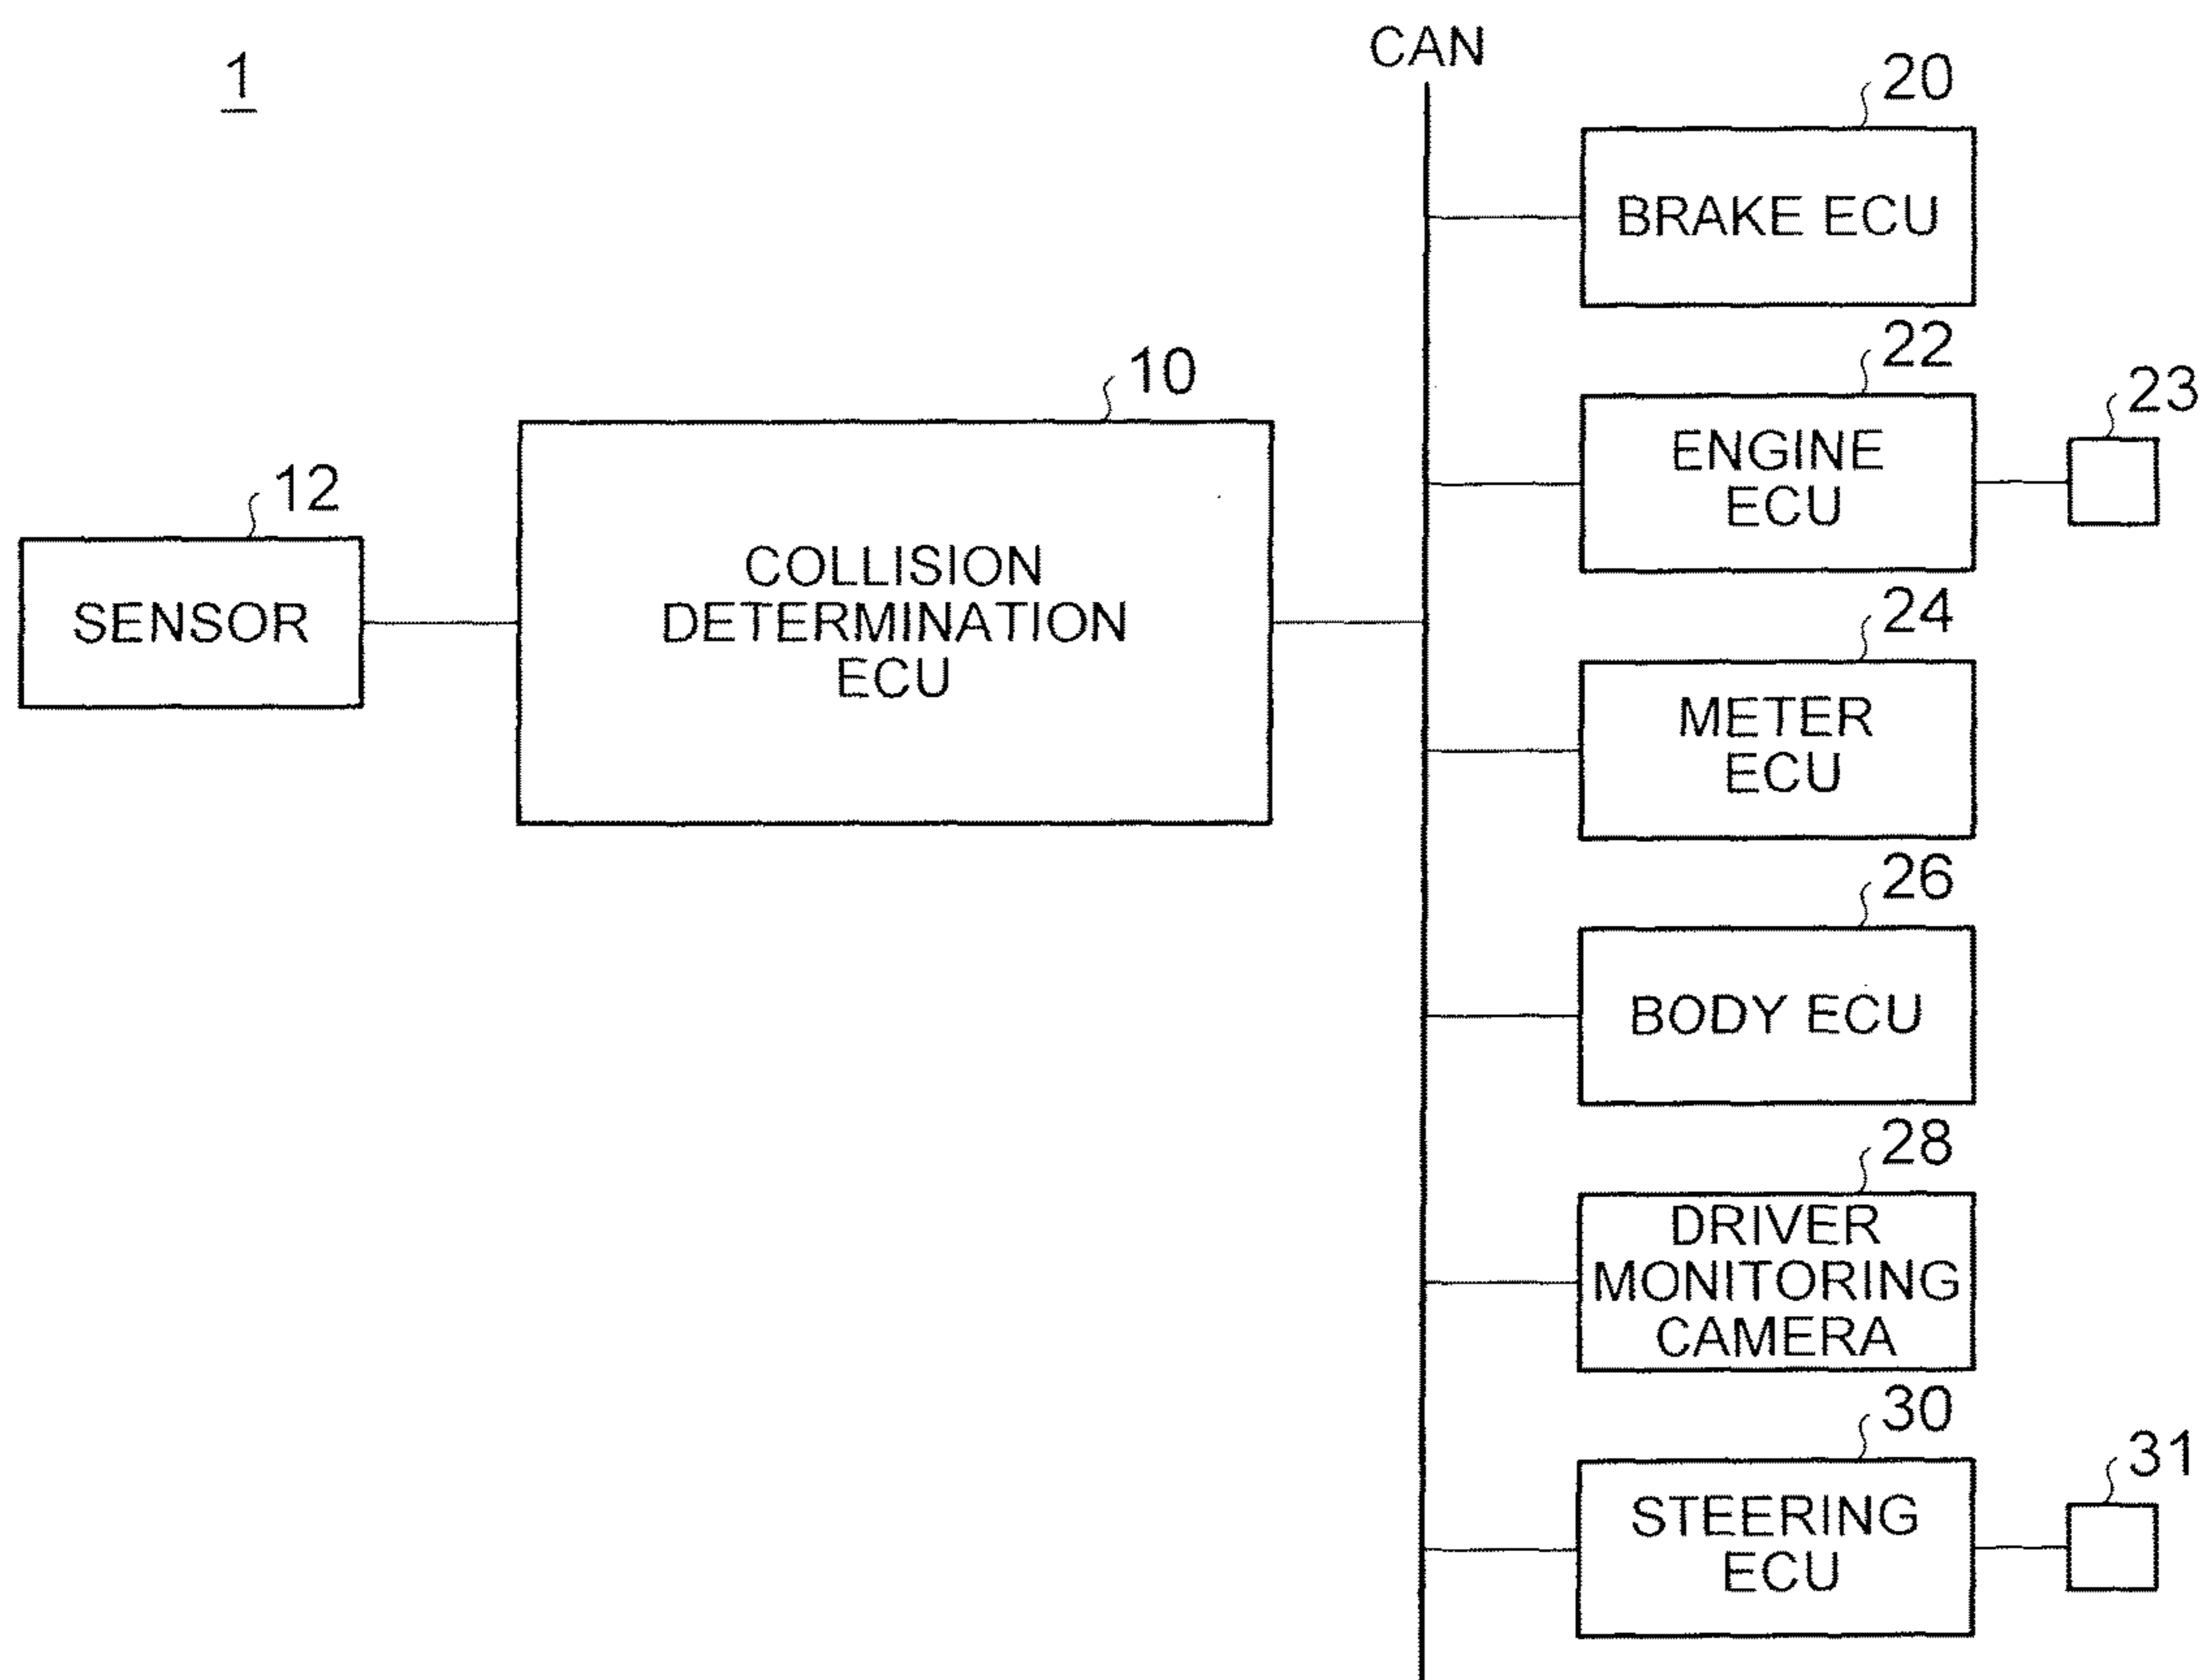 1
CAN
20
BRAKE ECU
22
23
ENGINE
ECU
10
COLLISION
DETERMINATION
ECU
12
SENSOR
24
METER
ECU
26
BODY ECU
28
DRIVER
MONITORING
CAMERA
30
31
STEERING
ECU